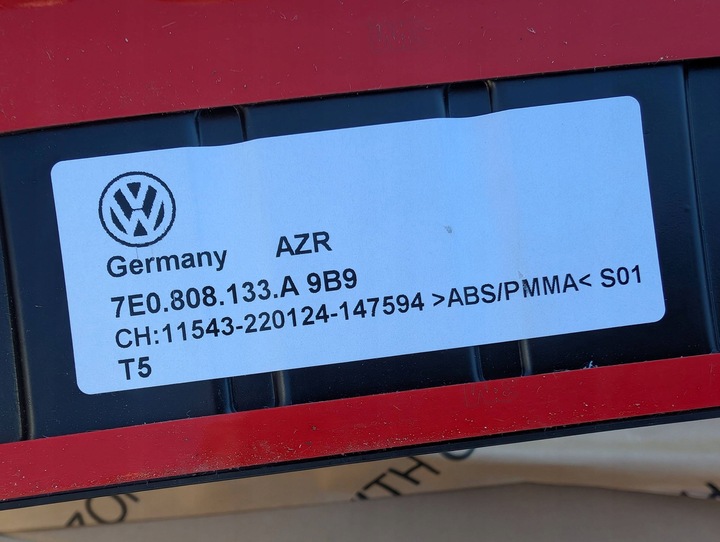 Germany AZR
7E0.808.133.A 9B9
CH:11543-220124-147594 >ABS/PMMA< S01
T5